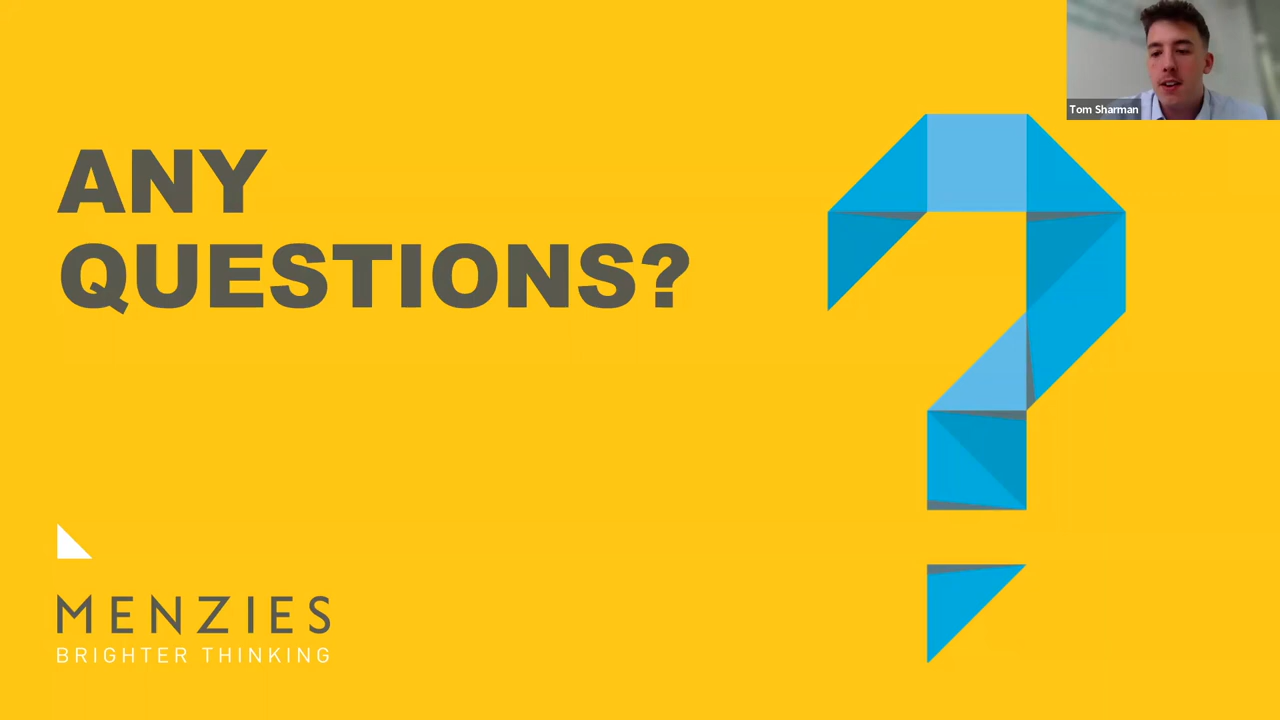 ANY
QUESTIONS?
Tom Sharman
MENZIES
BRIGHTER THINKING